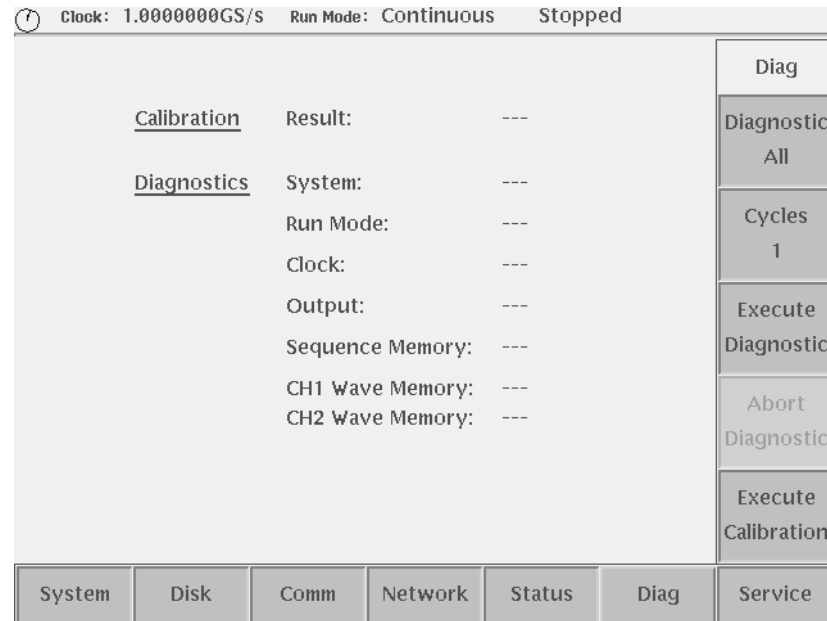 Clock: 1.0000000GS/s Run Mode: Continuous Stopped
Diag
Calibration Result: ---
Diagnostics System: ---
Run Mode: ---
Clock: ---
Output: ---
Sequence Memory: ---
CH1 Wave Memory: ---
CH2 Wave Memory: ---
Diagnostic
All
Cycles
1
Execute
Diagnostic
Abort
Diagnostic
Execute
Calibration
System Disk Comm Network Status Diag Service